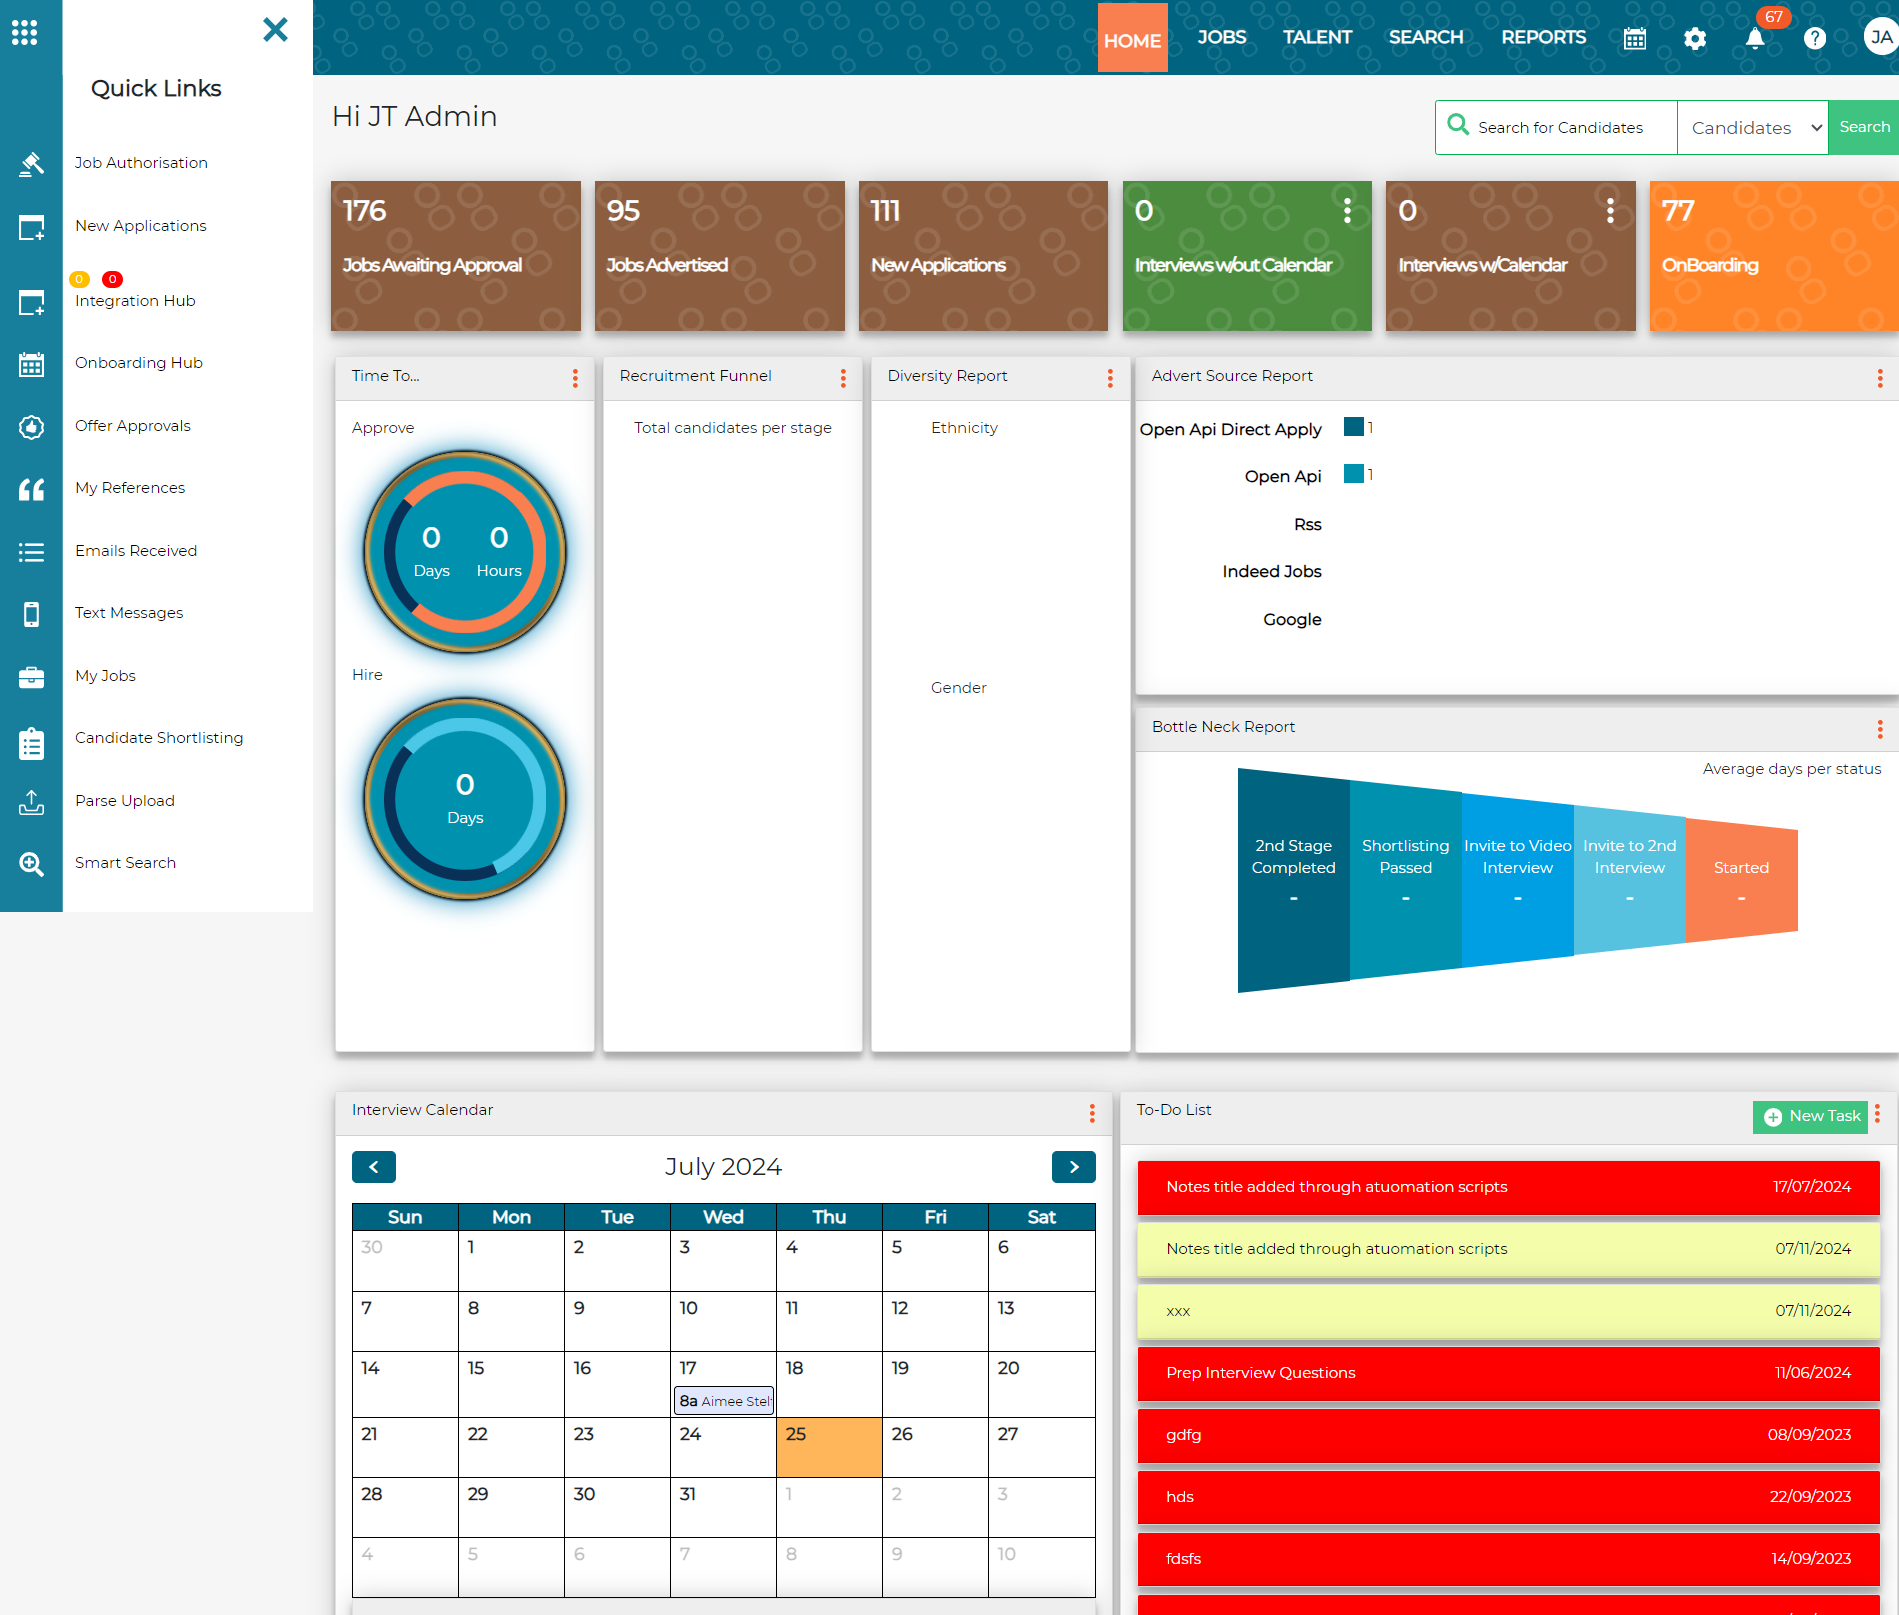 HOME
JOBS
TALENT
SEARCH
REPORTS
67
JA
Quick Links
Job Authorisation
New Applications
0 0
Integration Hub
Onboarding Hub
Offer Approvals
My References
Emails Received
Text Messages
My Jobs
Candidate Shortlisting
Parse Upload
Smart Search
Hi JT Admin
Search for Candidates
Candidates
Search
176
Jobs Awaiting Approval
95
Jobs Advertised
111
New Applications
0
Interviews w/out Calendar
0
Interviews w/Calendar
77
OnBoarding
Time To...
Approve
0 0
Days Hours
Hire
0
Days
Recruitment Funnel
Total candidates per stage
Diversity Report
Ethnicity
Gender
Advert Source Report
Open Api Direct Apply 1
Open Api 1
Rss
Indeed Jobs
Google
Bottle Neck Report
Average days per status
2nd Stage
Completed
-
Shortlisting
Passed
-
Invite to Video
Interview
-
Invite to 2nd
Interview
-
Started
-
Interview Calendar
July 2024
Sun Mon Tue Wed Thu Fri Sat
30 1 2 3 4 5 6
7 8 9 10 11 12 13
14 15 16 17 18 19 20
8a Aimee Stel
21 22 23 24 25 26 27
28 29 30 31 1 2 3
4 5 6 7 8 9 10
To-Do List
New Task
Notes title added through atuomation scripts 17/07/2024
Notes title added through atuomation scripts 07/11/2024
xxx 07/11/2024
Prep Interview Questions 11/06/2024
gdfg 08/09/2023
hds 22/09/2023
fdsfs 14/09/2023